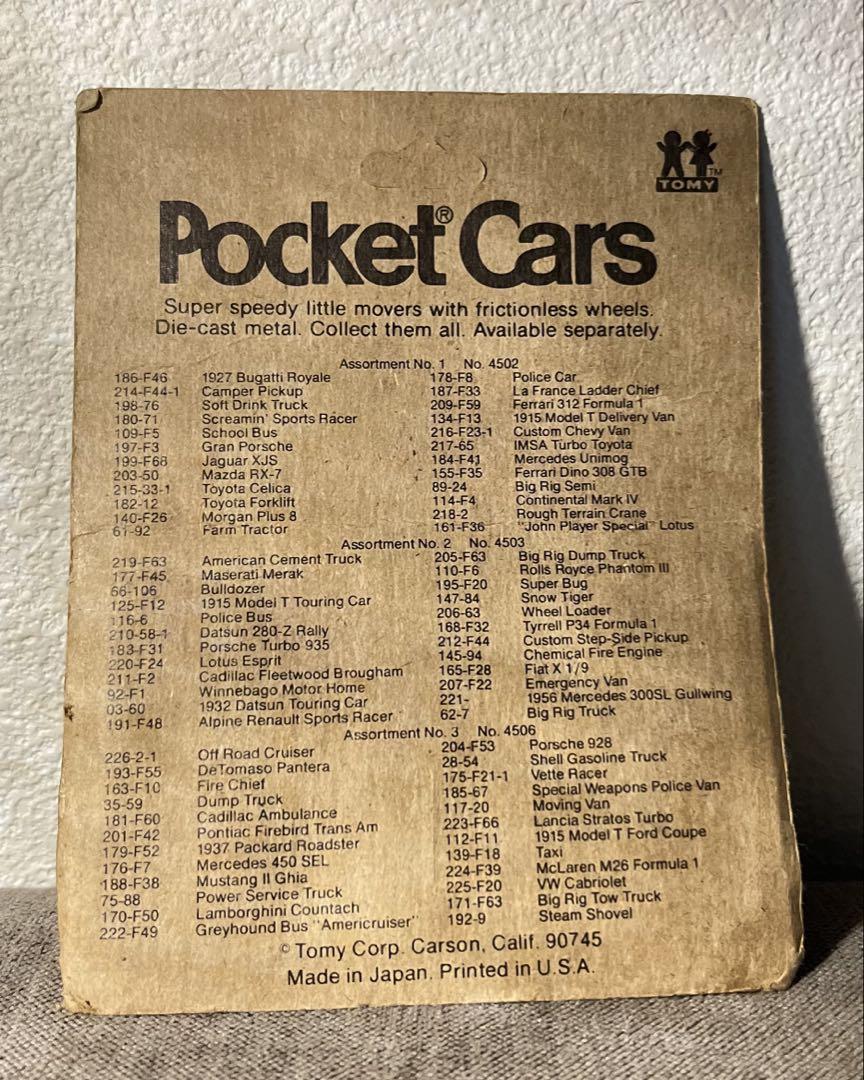 TOMY TM
Pocket® Cars
Super speedy little movers with frictionless wheels.
Die-cast metal. Collect them all. Available separately.
Assortment No. 1 No. 4502
186-F46 1927 Bugatti Royale
214-F44-1 Camper Pickup
198-76 Soft Drink Truck
180-71 Screamin' Sports Racer
109-F5 School Bus
197-F3 Gran Porsche
199-F68 Jaguar XJS
203-50 Mazda RX-7
215-33-1 Toyota Celica
182-12 Toyota Forklift
140-F26 Morgan Plus 8
61-92 Farm Tractor
178-F8 Police Car
187-F33 La France Ladder Chief
209-F59 Ferrari 312 Formula 1
134-F13 1915 Model T Delivery Van
216-F23-1 Custom Chevy Van
217-65 IMSA Turbo Toyota
184-F41 Mercedes Unimog
155-F35 Ferrari Dino 308 GTB
89-24 Big Rig Semi
114-F4 Continental Mark IV
218-2 Rough Terrain Crane
161-F36 "John Player Special" Lotus
Assortment No. 2 No. 4503
219-F63 American Cement Truck
177-F45 Maserati Merak
66-106 Bulldozer
125-F12 1915 Model T Touring Car
116-6 Police Bus
210-58-1 Datsun 280-Z Rally
183-F31 Porsche Turbo 935
220-F24 Lotus Esprit
211-F2 Cadillac Fleetwood Brougham
92-F1 Winnebago Motor Home
03-60 1932 Datsun Touring Car
191-F48 Alpine Renault Sports Racer
205-F63 Big Rig Dump Truck
110-F6 Rolls Royce Phantom III
195-F20 Super Bug
147-84 Snow Tiger
206-63 Wheel Loader
168-F32 Tyrrell P34 Formula 1
212-F44 Custom Step-Side Pickup
145-94 Chemical Fire Engine
165-F28 Fiat X 1/9
207-F22 Emergency Van
221- 1956 Mercedes 300SL Gullwing
62-7 Big Rig Truck
Assortment No. 3 No. 4506
226-2-1 Off Road Cruiser
193-F55 DeTomaso Pantera
163-F10 Fire Chief
35-59 Dump Truck
181-F60 Cadillac Ambulance
201-F42 Pontiac Firebird Trans Am
179-F52 1937 Packard Roadster
176-F7 Mercedes 450 SEL
188-F38 Mustang II Ghia
75-88 Power Service Truck
170-F50 Lamborghini Countach
222-F49 Greyhound Bus "Americruiser"
204-F53 Porsche 928
28-54 Shell Gasoline Truck
175-F21-1 Vette Racer
185-67 Special Weapons Police Van
117-20 Moving Van
223-F66 Lancia Stratos Turbo
112-F11 1915 Model T Ford Coupe
139-F18 Taxi
224-F39 McLaren M26 Formula 1
225-F20 VW Cabriolet
171-F63 Big Rig Tow Truck
192-9 Steam Shovel
© Tomy Corp. Carson, Calif. 90745
Made in Japan. Printed in U.S.A.